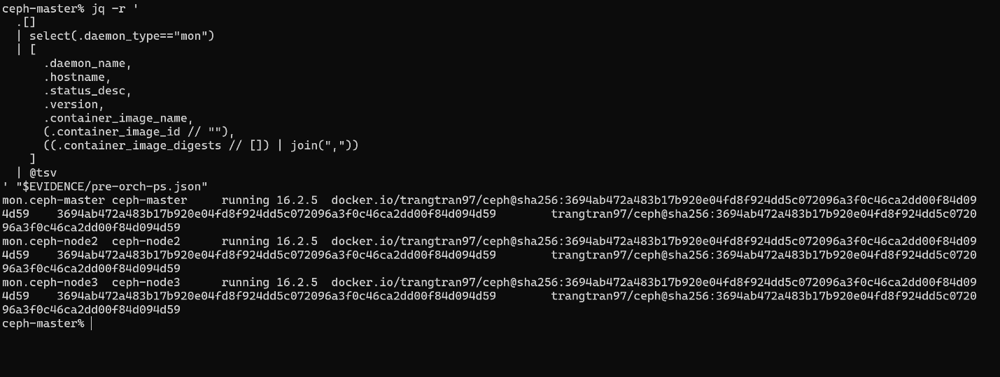 ceph-master% jq -r '
  .[]
  | select(.daemon_type=="mon")
  | [
      .daemon_name,
      .hostname,
      .status_desc,
      .version,
      .container_image_name,
      (.container_image_id // ""),
      ((.container_image_digests // []) | join(","))
    ]
  | @tsv
' "$EVIDENCE/pre-orch-ps.json"
mon.ceph-master ceph-master     running 16.2.5  docker.io/trangtran97/ceph@sha256:3694ab472a483b17b920e04fd8f924dd5c072096a3f0c46ca2dd00f84d09
4d59    3694ab472a483b17b920e04fd8f924dd5c072096a3f0c46ca2dd00f84d094d59        trangtran97/ceph@sha256:3694ab472a483b17b920e04fd8f924dd5c0720
96a3f0c46ca2dd00f84d094d59
mon.ceph-node2  ceph-node2      running 16.2.5  docker.io/trangtran97/ceph@sha256:3694ab472a483b17b920e04fd8f924dd5c072096a3f0c46ca2dd00f84d09
4d59    3694ab472a483b17b920e04fd8f924dd5c072096a3f0c46ca2dd00f84d094d59        trangtran97/ceph@sha256:3694ab472a483b17b920e04fd8f924dd5c0720
96a3f0c46ca2dd00f84d094d59
mon.ceph-node3  ceph-node3      running 16.2.5  docker.io/trangtran97/ceph@sha256:3694ab472a483b17b920e04fd8f924dd5c072096a3f0c46ca2dd00f84d09
4d59    3694ab472a483b17b920e04fd8f924dd5c072096a3f0c46ca2dd00f84d094d59        trangtran97/ceph@sha256:3694ab472a483b17b920e04fd8f924dd5c0720
96a3f0c46ca2dd00f84d094d59
ceph-master%